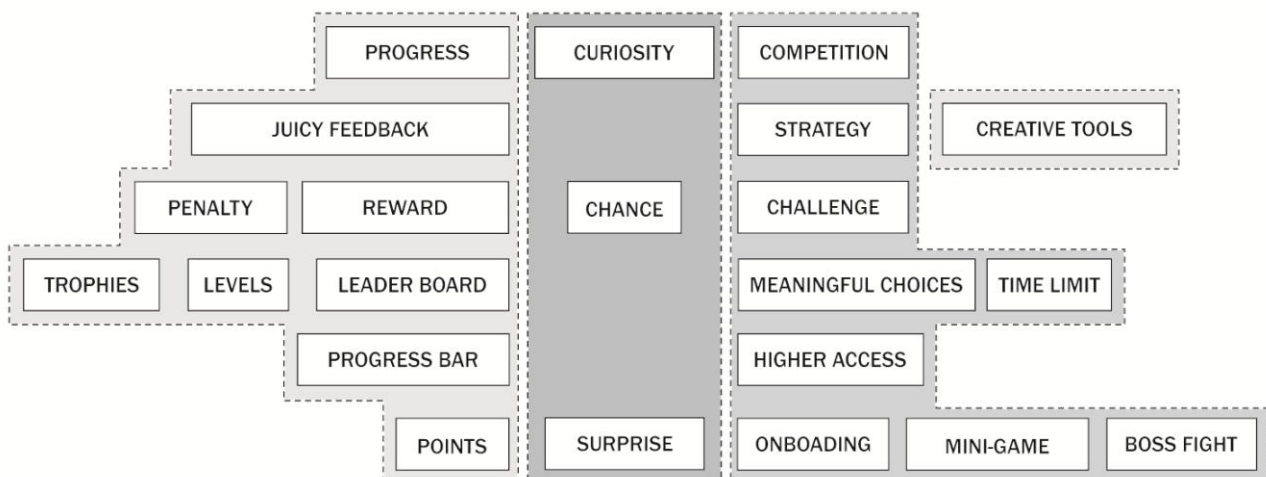 PROGRESS CURIOSITY COMPETITION
JUICY FEEDBACK STRATEGY CREATIVE TOOLS
PENALTY REWARD CHANCE CHALLENGE
TROPHIES LEVELS LEADER BOARD MEANINGFUL CHOICES TIME LIMIT
PROGRESS BAR HIGHER ACCESS
POINTS SURPRISE ONBOADING MINI-GAME BOSS FIGHT